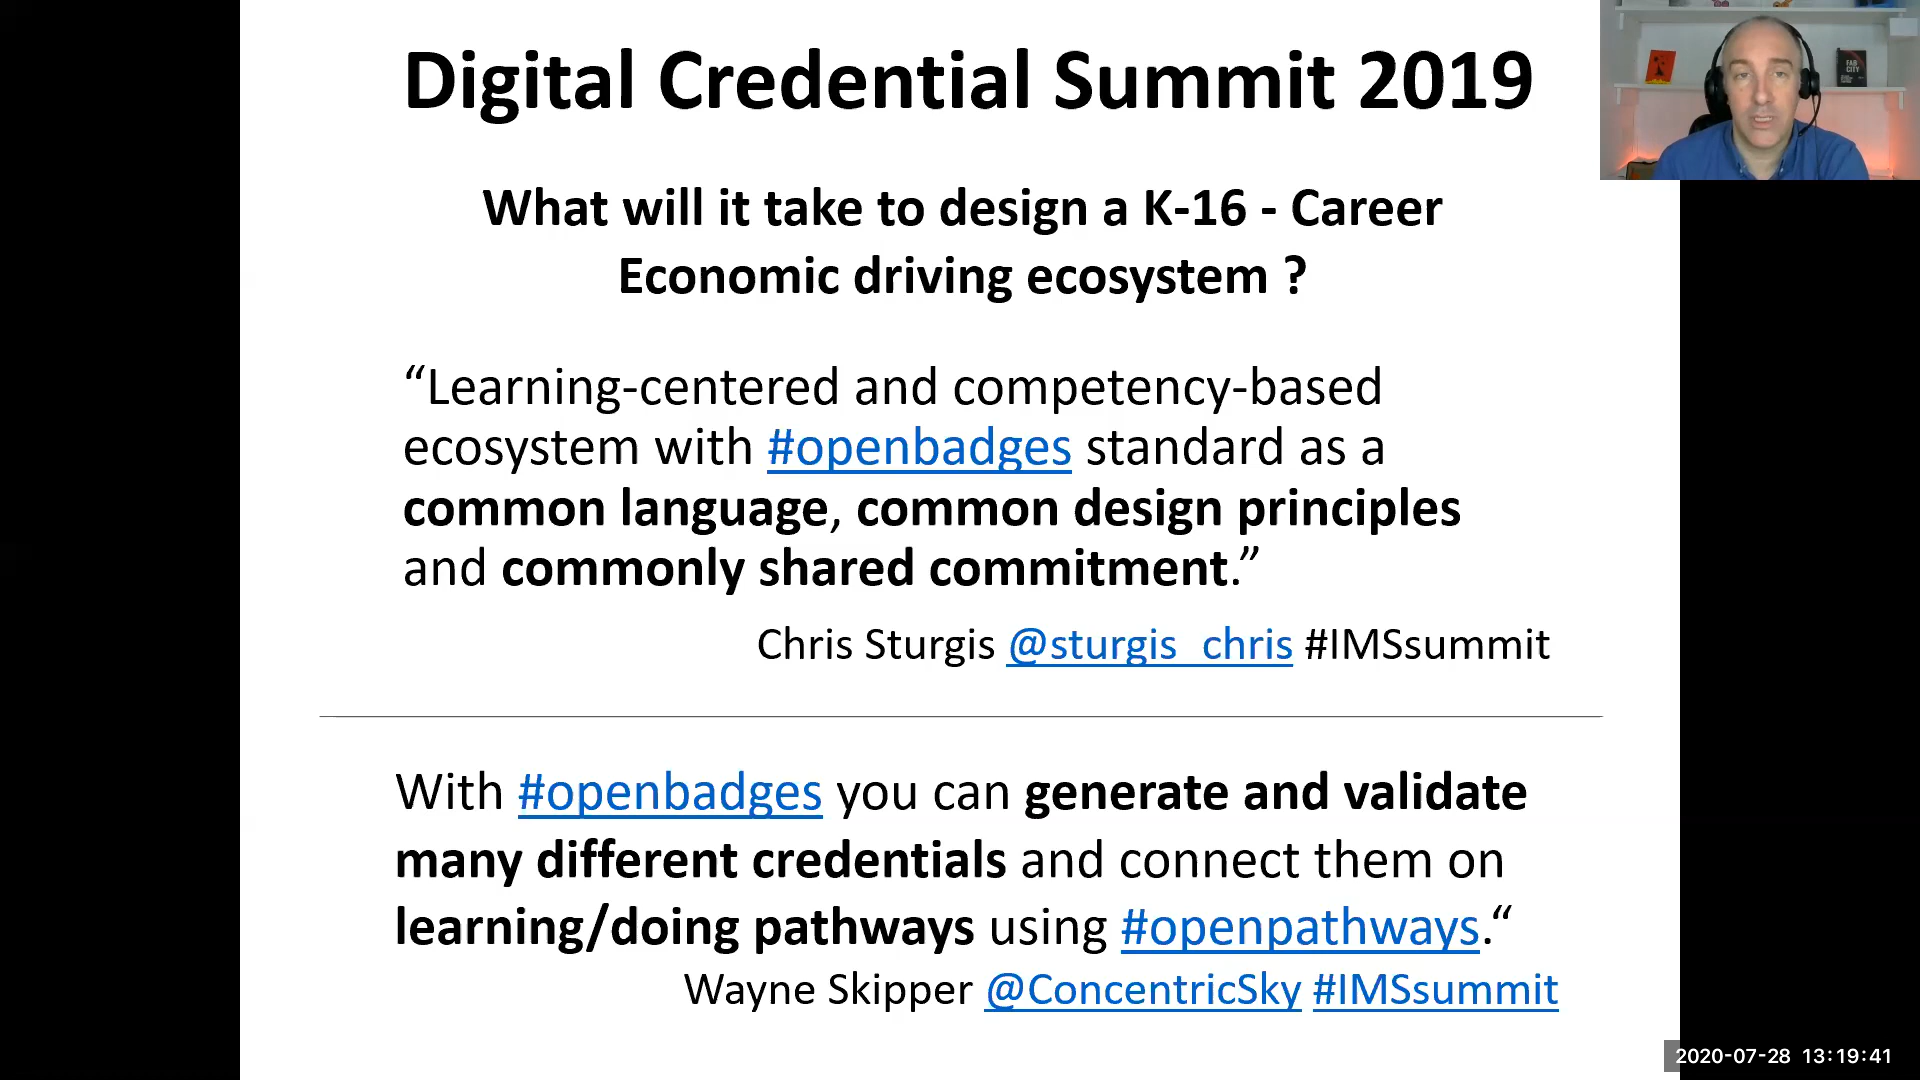 Digital Credential Summit 2019
What will it take to design a K-16 - Career
Economic driving ecosystem ?
“Learning-centered and competency-based
ecosystem with #openbadges standard as a
common language, common design principles
and commonly shared commitment.”
Chris Sturgis @sturgis_chris #IMSsummit
With #openbadges you can generate and validate
many different credentials and connect them on
learning/doing pathways using #openpathways.“
Wayne Skipper @ConcentricSky #IMSsummit
FAB
CITY
2020-07-28 13:19:41